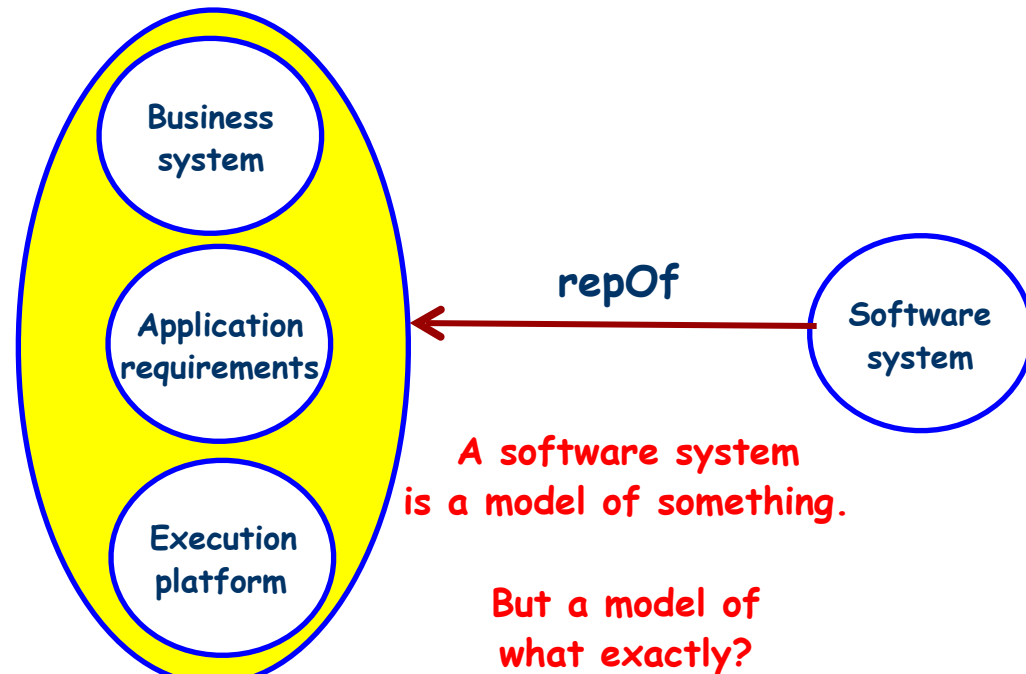 Business
system
Application
requirements
Execution
platform
repOf
Software
system
A software system
is a model of something.
But a model of
what exactly?